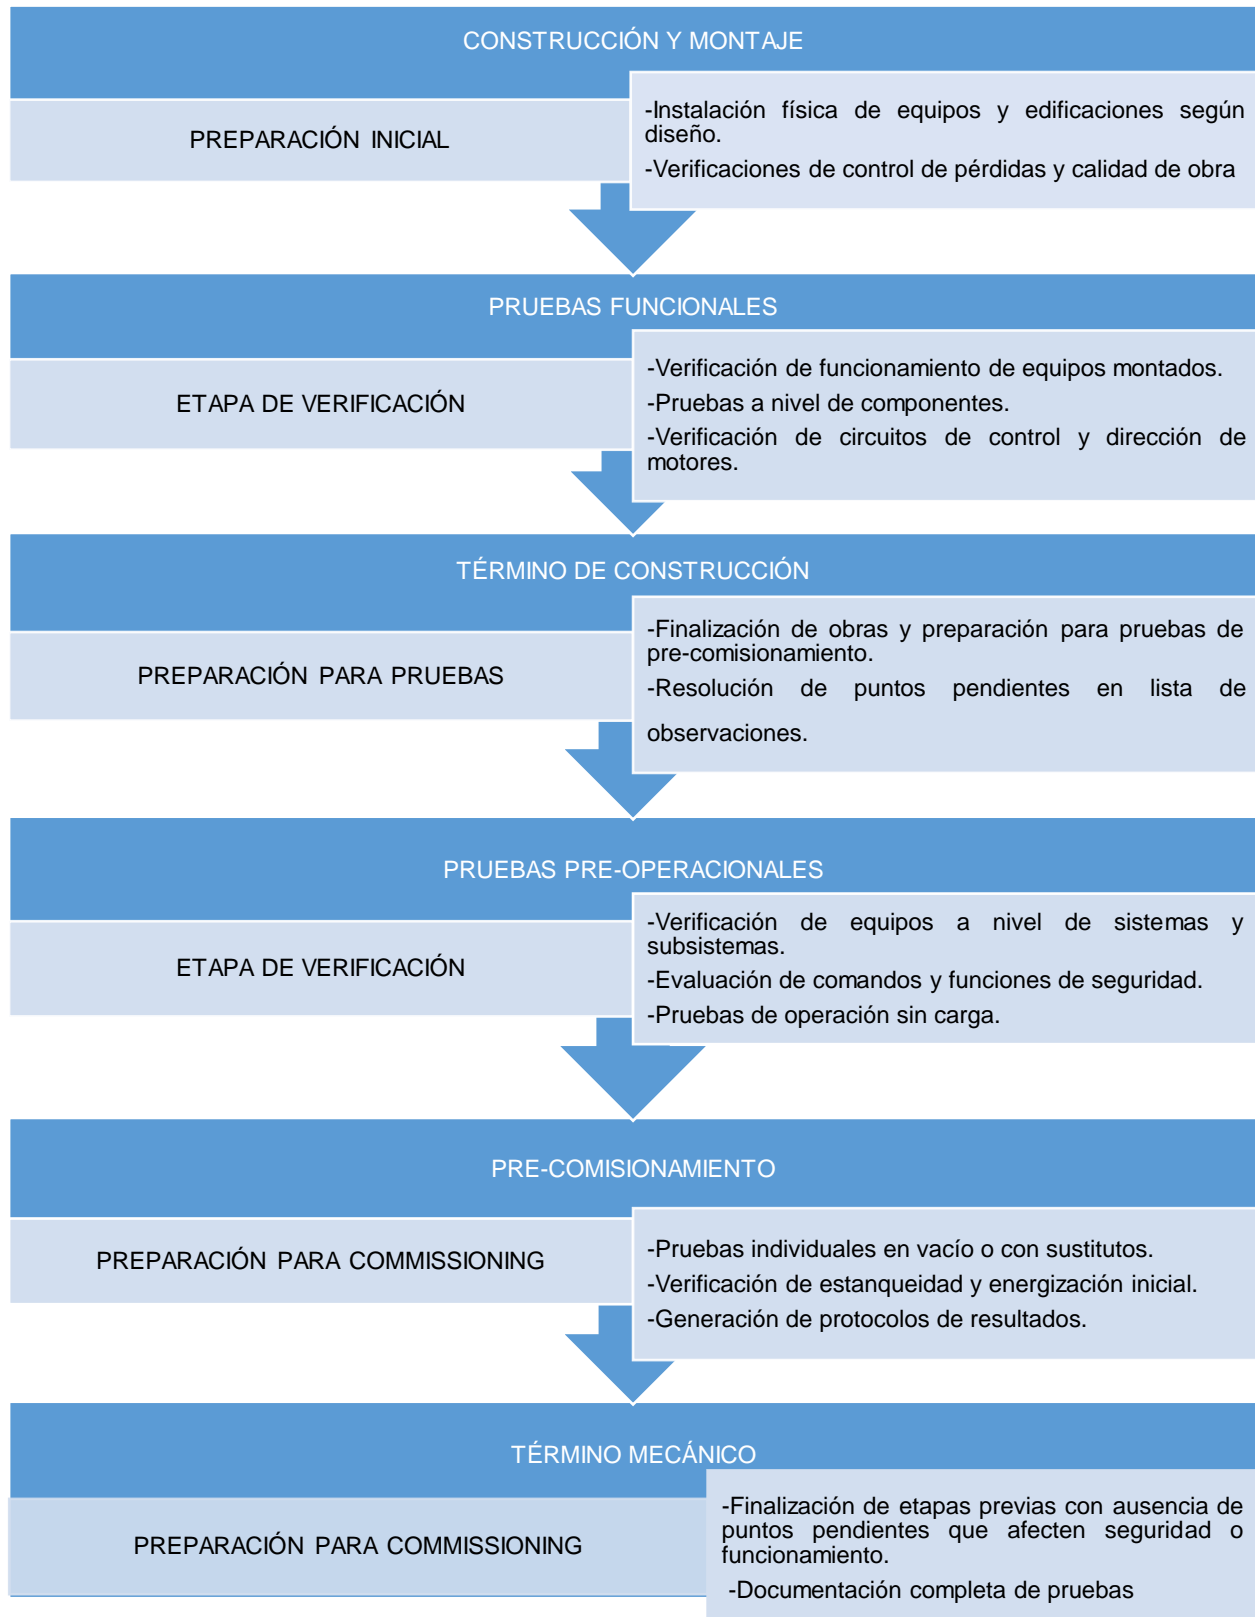 CONSTRUCCIÓN Y MONTAJE
PREPARACIÓN INICIAL
-Instalación física de equipos y edificaciones según
diseño.
-Verificaciones de control de pérdidas y calidad de obra
PRUEBAS FUNCIONALES
ETAPA DE VERIFICACIÓN
-Verificación de funcionamiento de equipos montados.
-Pruebas a nivel de componentes.
-Verificación de circuitos de control y dirección de
motores.
TÉRMINO DE CONSTRUCCIÓN
PREPARACIÓN PARA PRUEBAS
-Finalización de obras y preparación para pruebas de
pre-comisionamiento.
-Resolución de puntos pendientes en lista de
observaciones.
PRUEBAS PRE-OPERACIONALES
ETAPA DE VERIFICACIÓN
-Verificación de equipos a nivel de sistemas y
subsistemas.
-Evaluación de comandos y funciones de seguridad.
-Pruebas de operación sin carga.
PRE-COMISIONAMIENTO
PREPARACIÓN PARA COMMISSIONING
-Pruebas individuales en vacío o con sustitutos.
-Verificación de estanqueidad y energización inicial.
-Generación de protocolos de resultados.
TÉRMINO MECÁNICO
PREPARACIÓN PARA COMMISSIONING
-Finalización de etapas previas con ausencia de
puntos pendientes que afecten seguridad o
funcionamiento.
-Documentación completa de pruebas